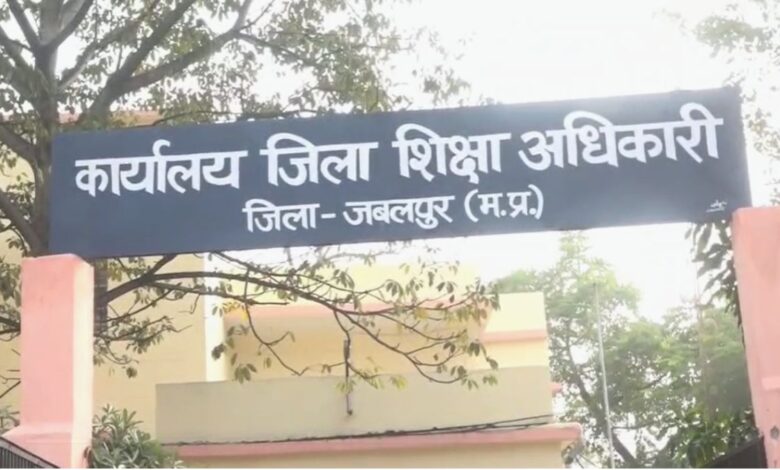 कार्यालय जिला शिक्षा अधिकारी
जिला - जबलपुर (म.प्र.)